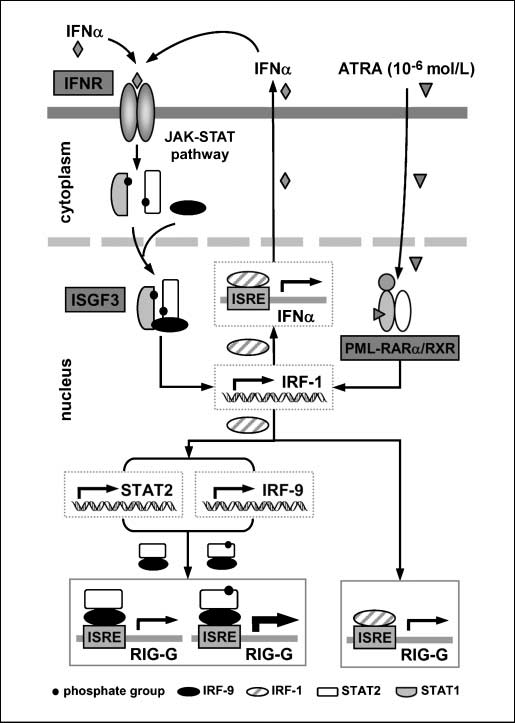 IFNα
IFNα
ATRA (10⁻⁶ mol/L)
IFNR
JAK-STAT
pathway
cytoplasm
ISGF3
ISRE
IFNα
PML-RARα/RXR
nucleus
IRF-1
STAT2
IRF-9
ISRE
RIG-G
ISRE
RIG-G
ISRE
RIG-G
phosphate group
IRF-9
IRF-1
STAT2
STAT1